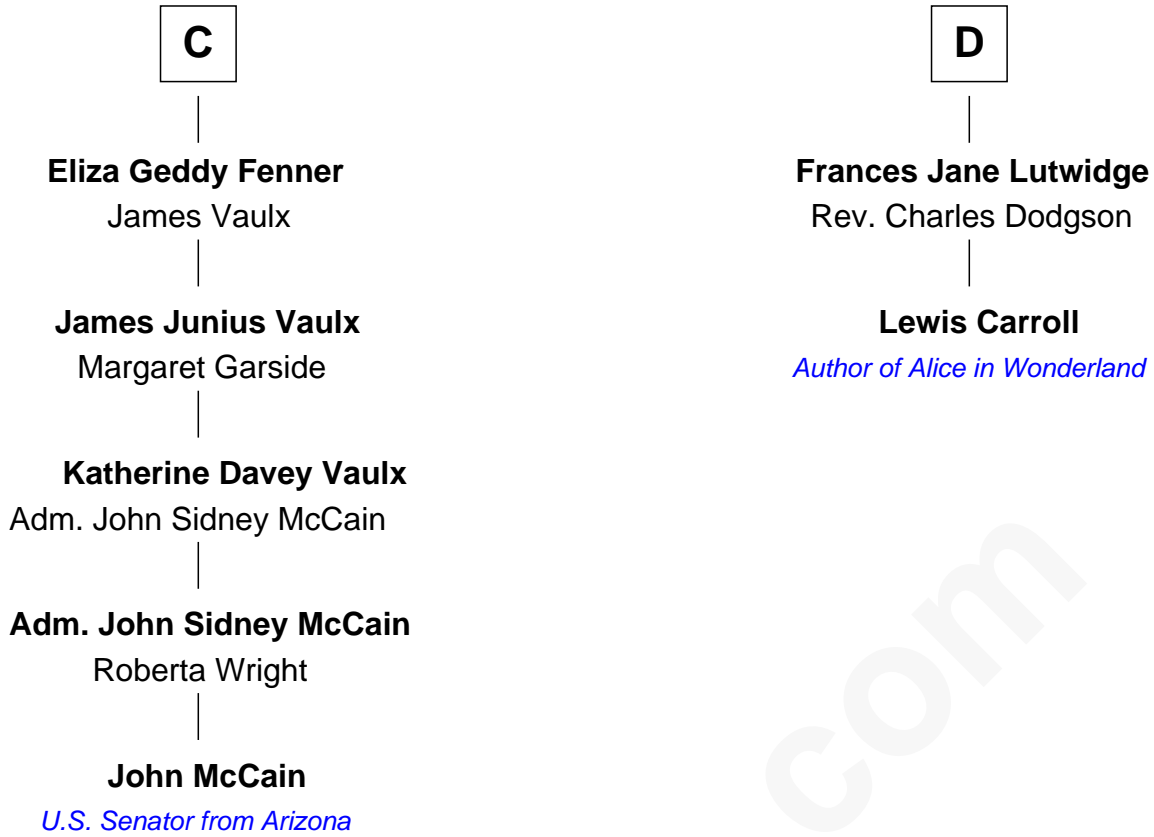 C
Eliza Geddy Fenner
James Vaulx
James Junius Vaulx
Margaret Garside
Katherine Davey Vaulx
Adm. John Sidney McCain
Adm. John Sidney McCain
Roberta Wright
John McCain
U.S. Senator from Arizona
D
Frances Jane Lutwidge
Rev. Charles Dodgson
Lewis Carroll
Author of Alice in Wonderland
com